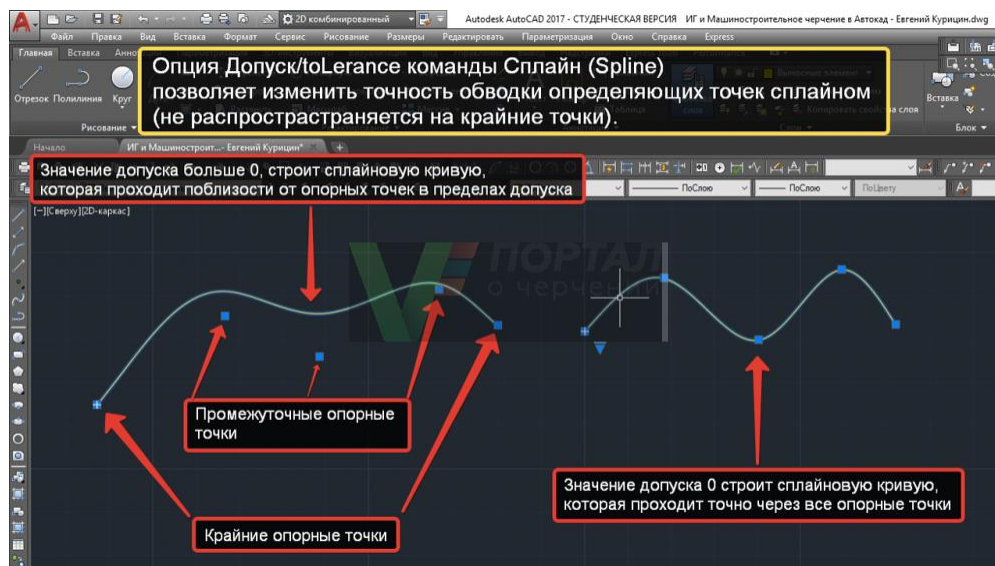 2D комбинированный
Autodesk AutoCAD 2017 - СТУДЕНЧЕСКАЯ ВЕРСИЯ ИГ и Машиностроительное черчение в Автокад - Евгений Курицин.dwg
Файл Правка Вид Вставка Формат Сервис Рисование Размеры Редактировать Параметризация Окно Справка Express
Главная Вставка
Опция Допуск/toLerance команды Сплайн (Spline)
позволяет изменить точность обводки определяющих точек сплайном
(не распрострастраняется на крайние точки).
Отрезок Полилиния Круг
Вставка
Копировать свойства слоя
Рисование
Блок
Начало
ИГ и Машиностроит...- Евгений Курицин*
Значение допуска больше 0, строит сплайновую кривую,
которая проходит поблизости от опорных точек в пределах допуска
ПоСлою ПоСлою ПоЦвету
[−][Сверху][2D-каркас]
ПОРТАЛ
о черчении
Промежуточные опорные
точки
Крайние опорные точки
Значение допуска 0 строит сплайновую кривую,
которая проходит точно через все опорные точки